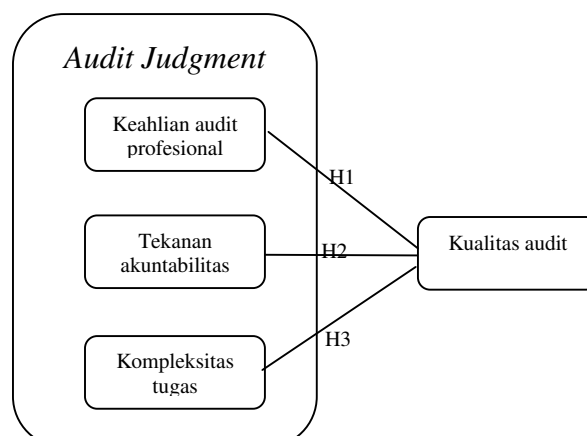 Audit Judgment
Keahlian audit
profesional
H1
Tekanan
akuntabilitas
H2
Kualitas audit
H3
Kompleksitas
tugas